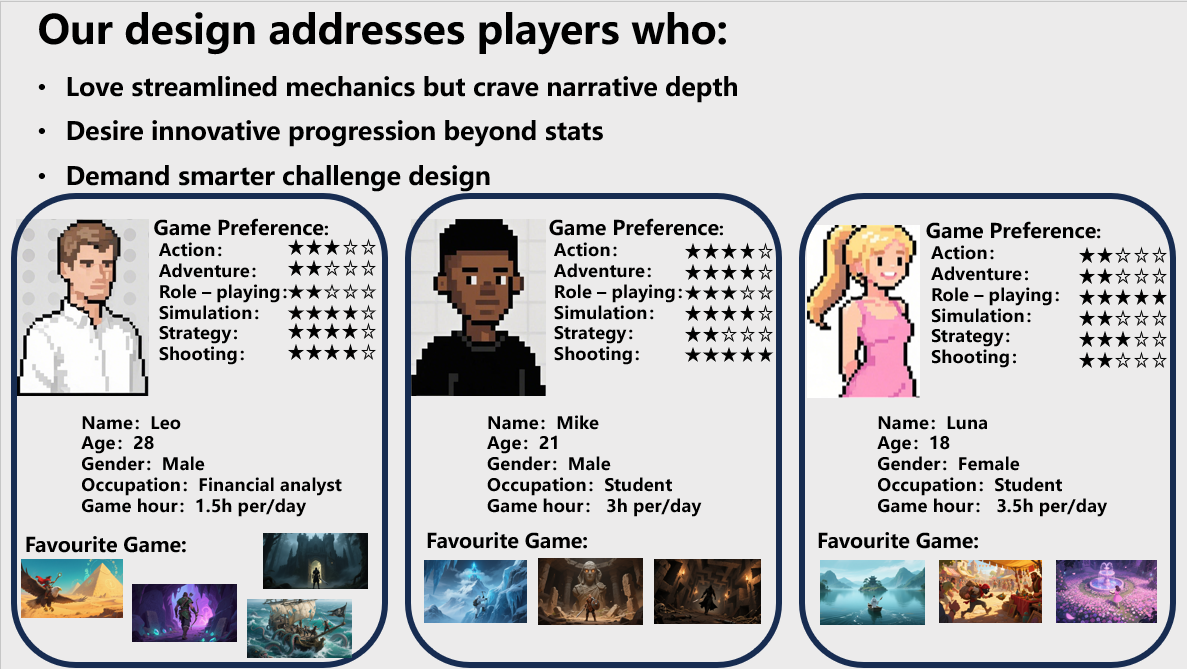 Our design addresses players who:
• Love streamlined mechanics but crave narrative depth
• Desire innovative progression beyond stats
• Demand smarter challenge design
Game Preference:
Action: ★★★☆☆
Adventure: ★★☆☆☆
Role – playing: ★★☆☆☆
Simulation: ★★★★☆
Strategy: ★★★★☆
Shooting: ★★★★☆
Name: Leo
Age: 28
Gender: Male
Occupation: Financial analyst
Game hour: 1.5h per/day
Favourite Game:
Game Preference:
Action: ★★★★☆
Adventure: ★★★★☆
Role – playing: ★★★☆☆
Simulation: ★★★★☆
Strategy: ★★☆☆☆
Shooting: ★★★★★
Name: Mike
Age: 21
Gender: Male
Occupation: Student
Game hour: 3h per/day
Favourite Game:
Game Preference:
Action: ★★☆☆☆
Adventure: ★★☆☆☆
Role – playing: ★★★★★
Simulation: ★★☆☆☆
Strategy: ★★★☆☆
Shooting: ★★☆☆☆
Name: Luna
Age: 18
Gender: Female
Occupation: Student
Game hour: 3.5h per/day
Favourite Game: